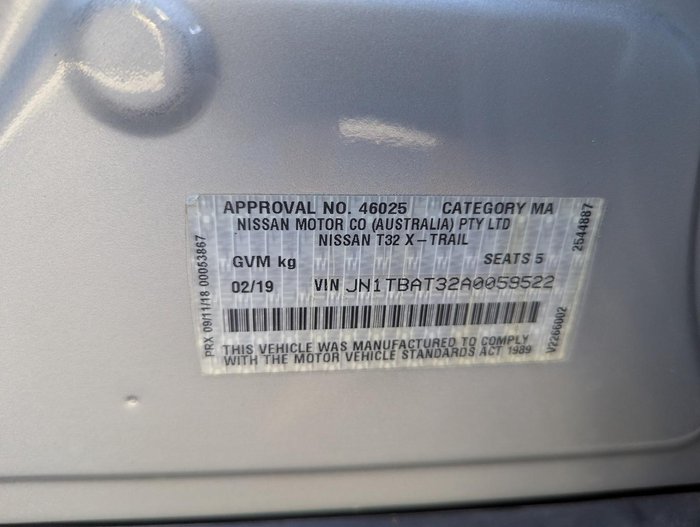 APPROVAL NO. 46025 CATEGORY MA
NISSAN MOTOR CO (AUSTRALIA) PTY LTD
NISSAN T32 X-TRAIL
GVM kg SEATS 5
02/19 VIN JN1TBAT32A0059522
THIS VEHICLE WAS MANUFACTURED TO COMPLY
WITH THE MOTOR VEHICLE STANDARDS ACT 1989
PRX 09/11/18 00053867
2544887
V2266002